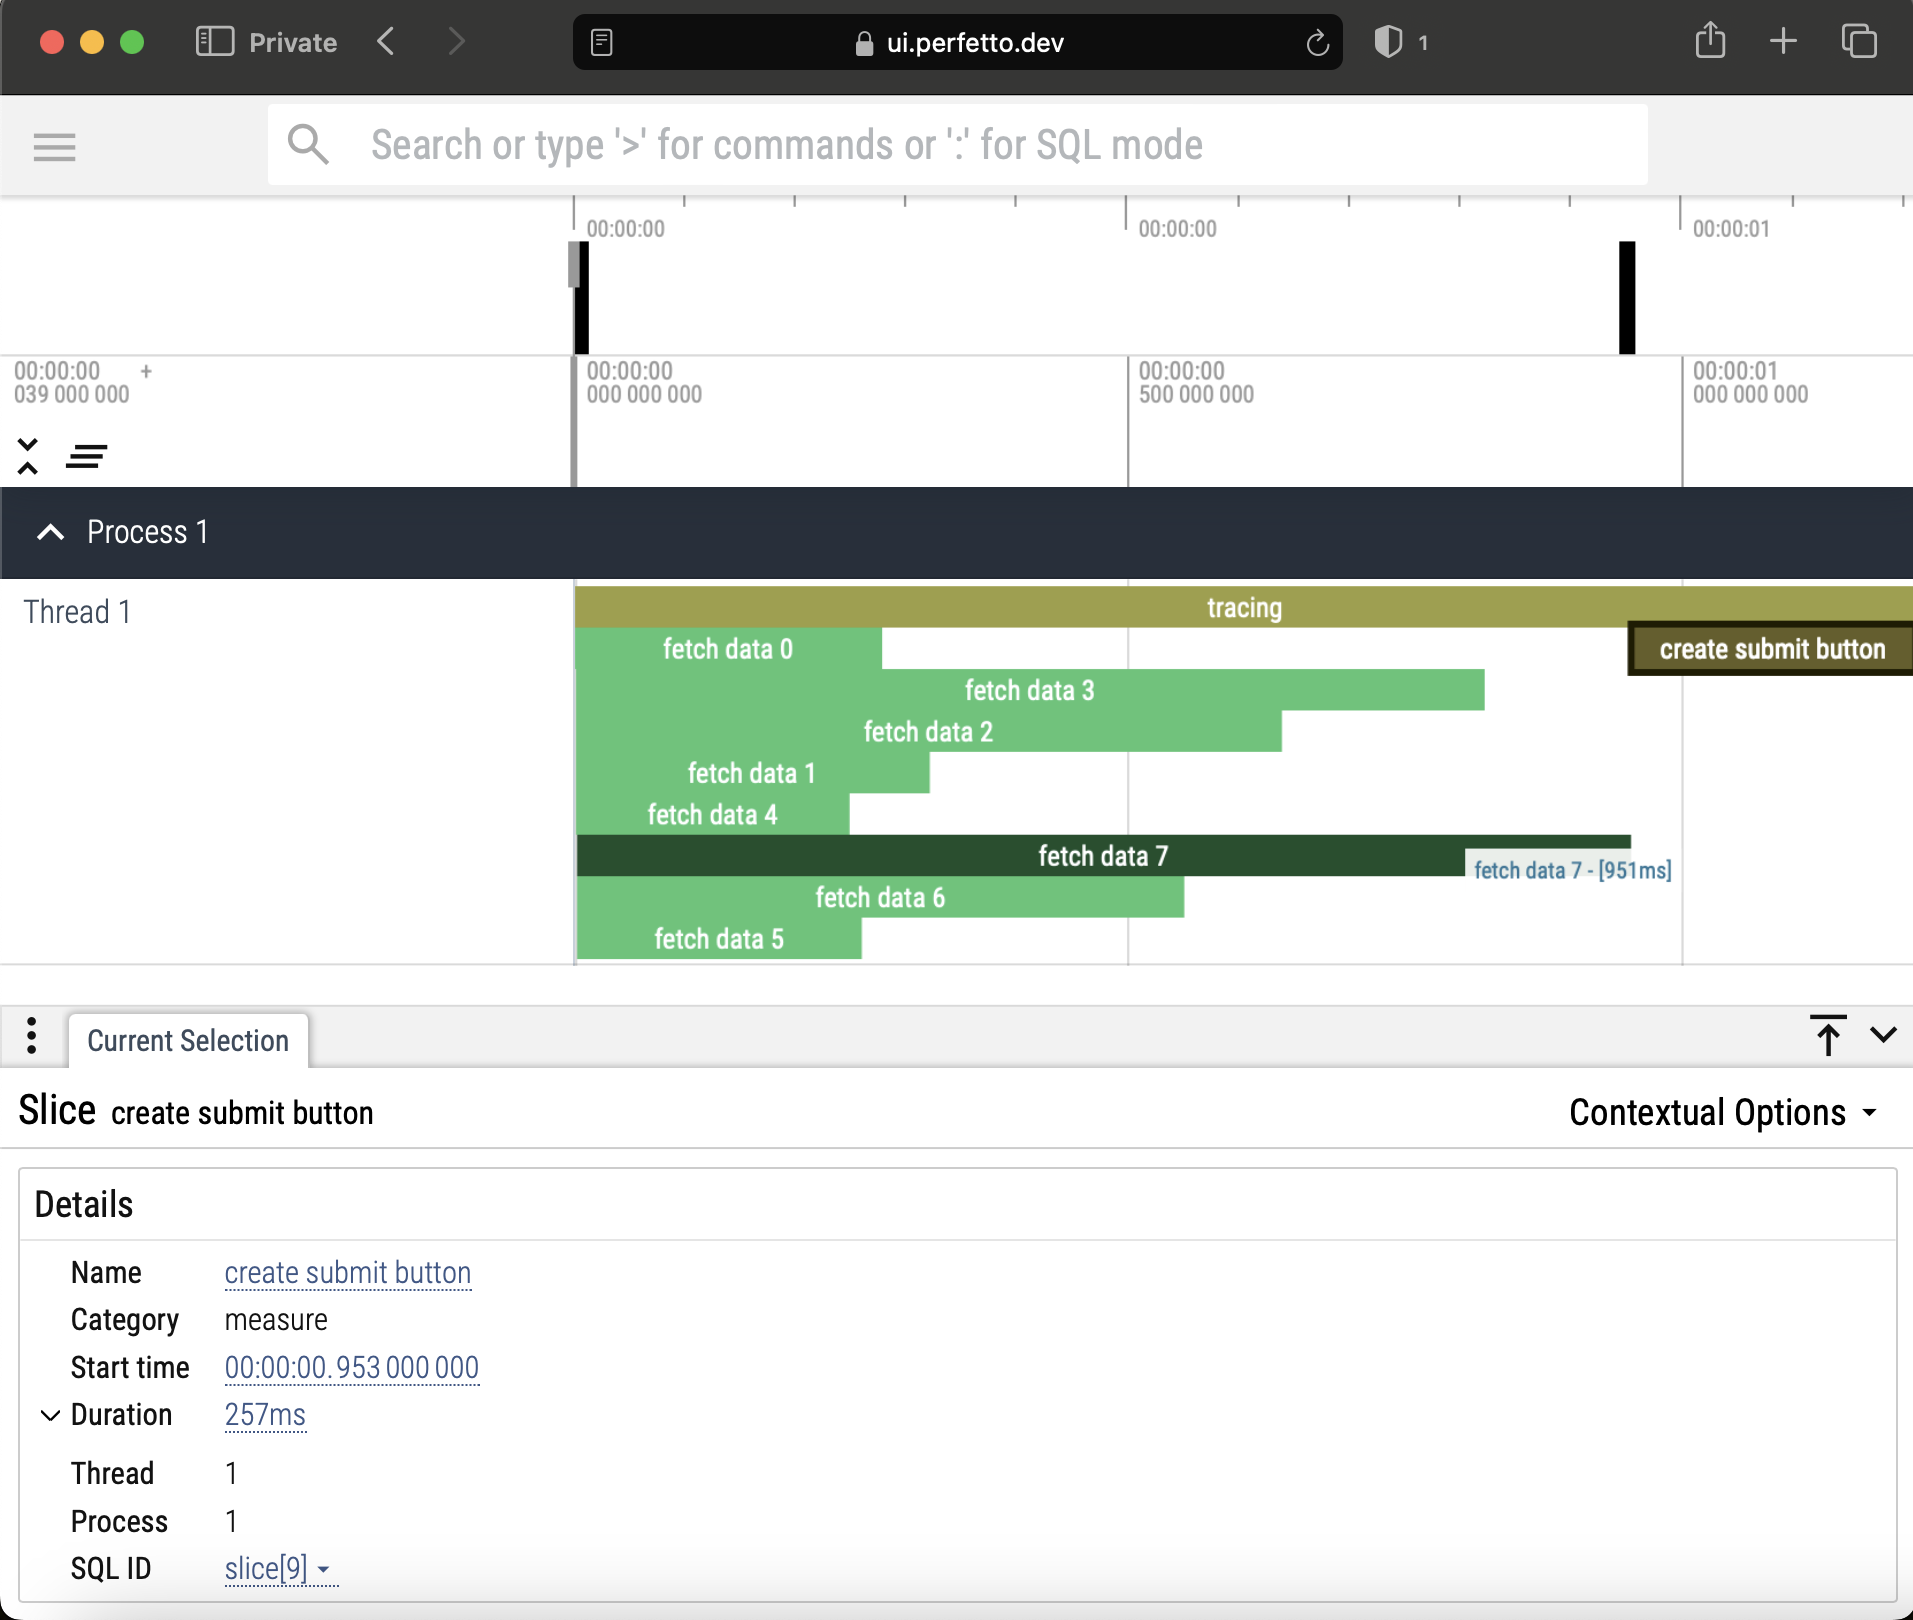 Private
ui.perfetto.dev
1
Search or type '>' for commands or ':' for SQL mode
00:00:00
00:00:00
00:00:01
00:00:00 +
039 000 000
00:00:00
000 000 000
00:00:00
500 000 000
00:00:01
000 000 000
Process 1
Thread 1
tracing
fetch data 0
create submit button
fetch data 3
fetch data 2
fetch data 1
fetch data 4
fetch data 7
fetch data 7 - [951ms]
fetch data 6
fetch data 5
Current Selection
Slice create submit button
Contextual Options
Details
Name create submit button
Category measure
Start time 00:00:00.953 000 000
Duration 257ms
Thread 1
Process 1
SQL ID slice[9]